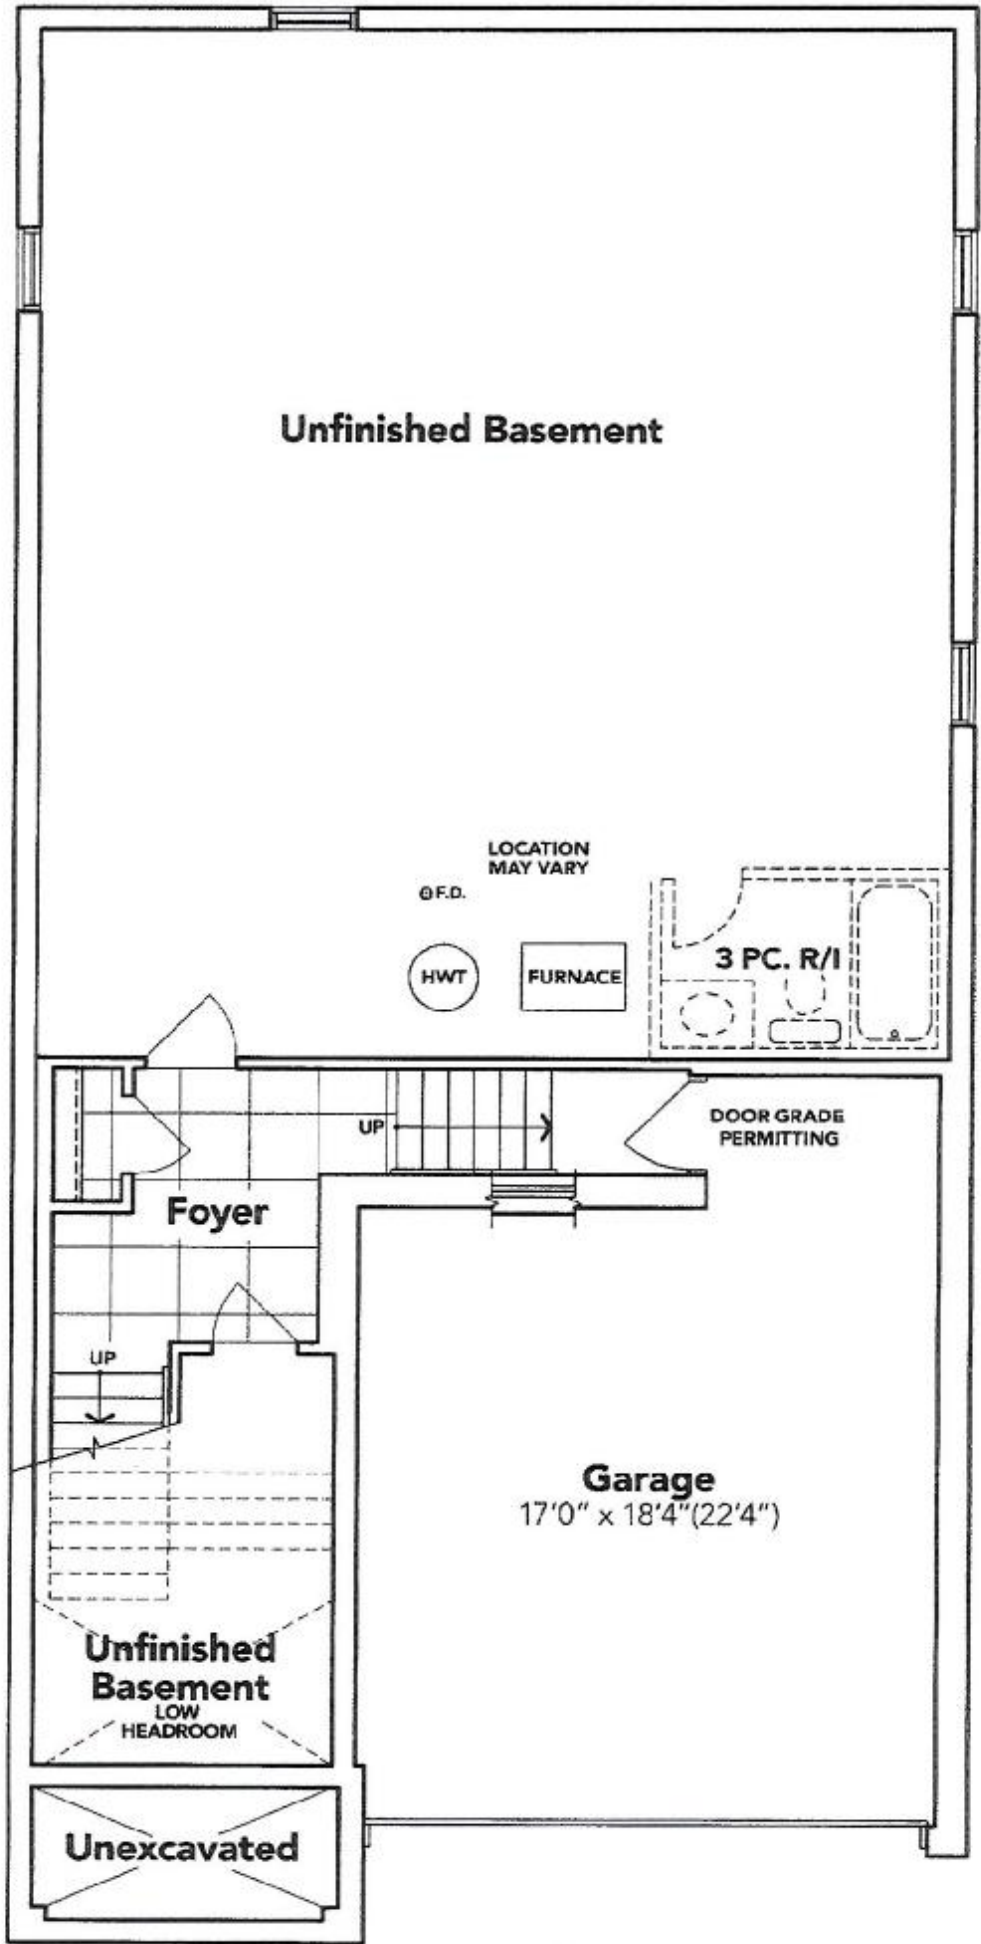 Unfinished Basement
LOCATION
MAY VARY
F.D.
HWT
FURNACE
3 PC. R/I
UP
DOOR GRADE
PERMITTING
Foyer
UP
Garage
17'0" x 18'4"(22'4")
Unfinished
Basement
LOW
HEADROOM
Unexcavated